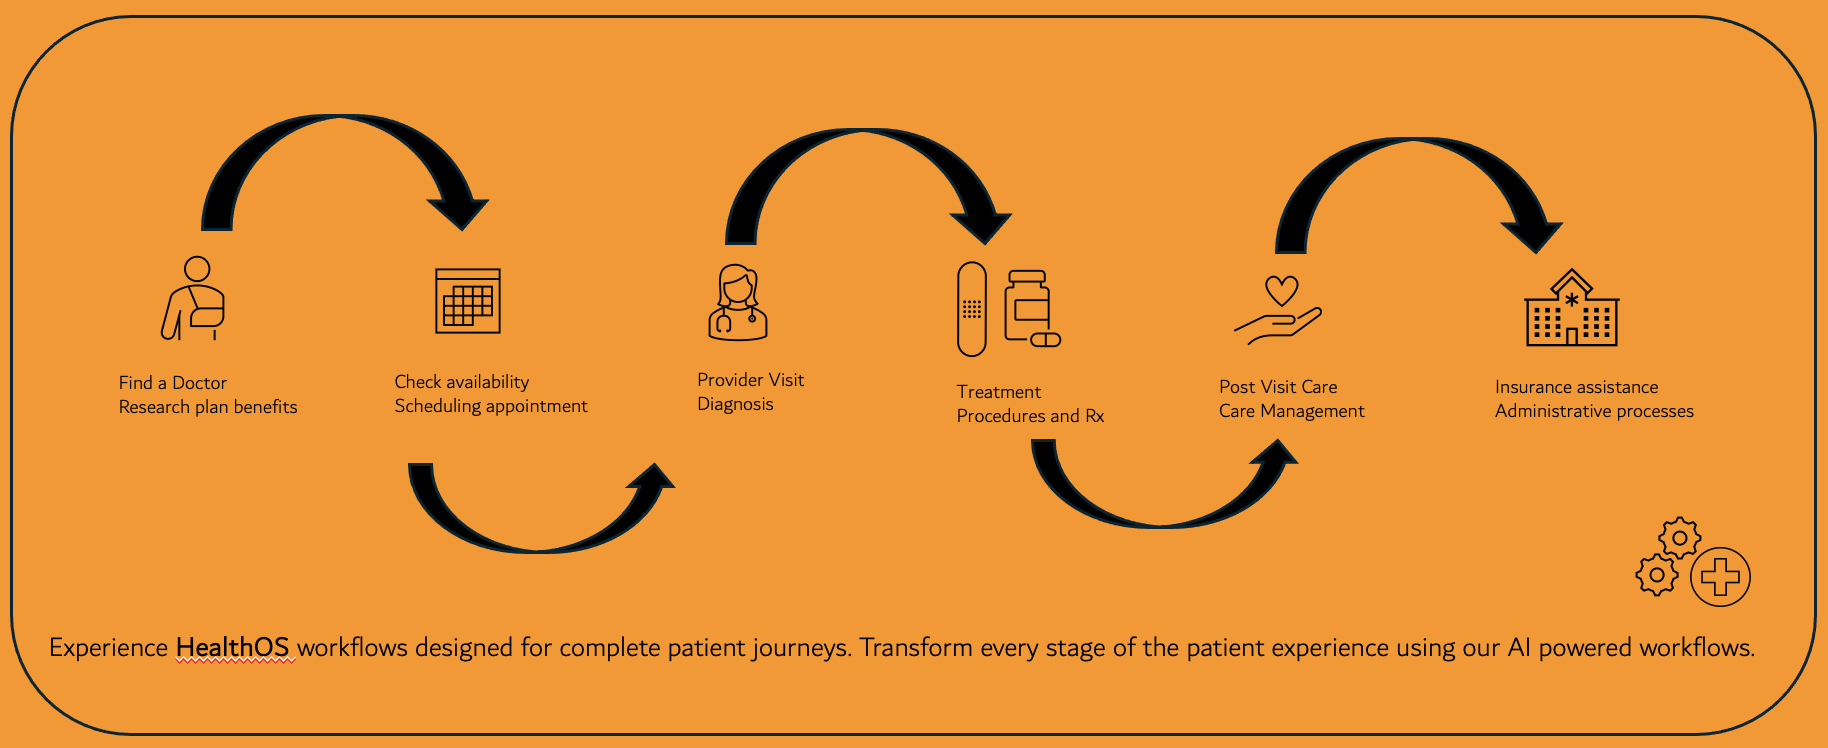 Find a Doctor
Research plan benefits
Check availability
Scheduling appointment
Provider Visit
Diagnosis
Treatment
Procedures and Rx
Post Visit Care
Care Management
Insurance assistance
Administrative processes
Experience HealthOS workflows designed for complete patient journeys. Transform every stage of the patient experience using our AI powered workflows.